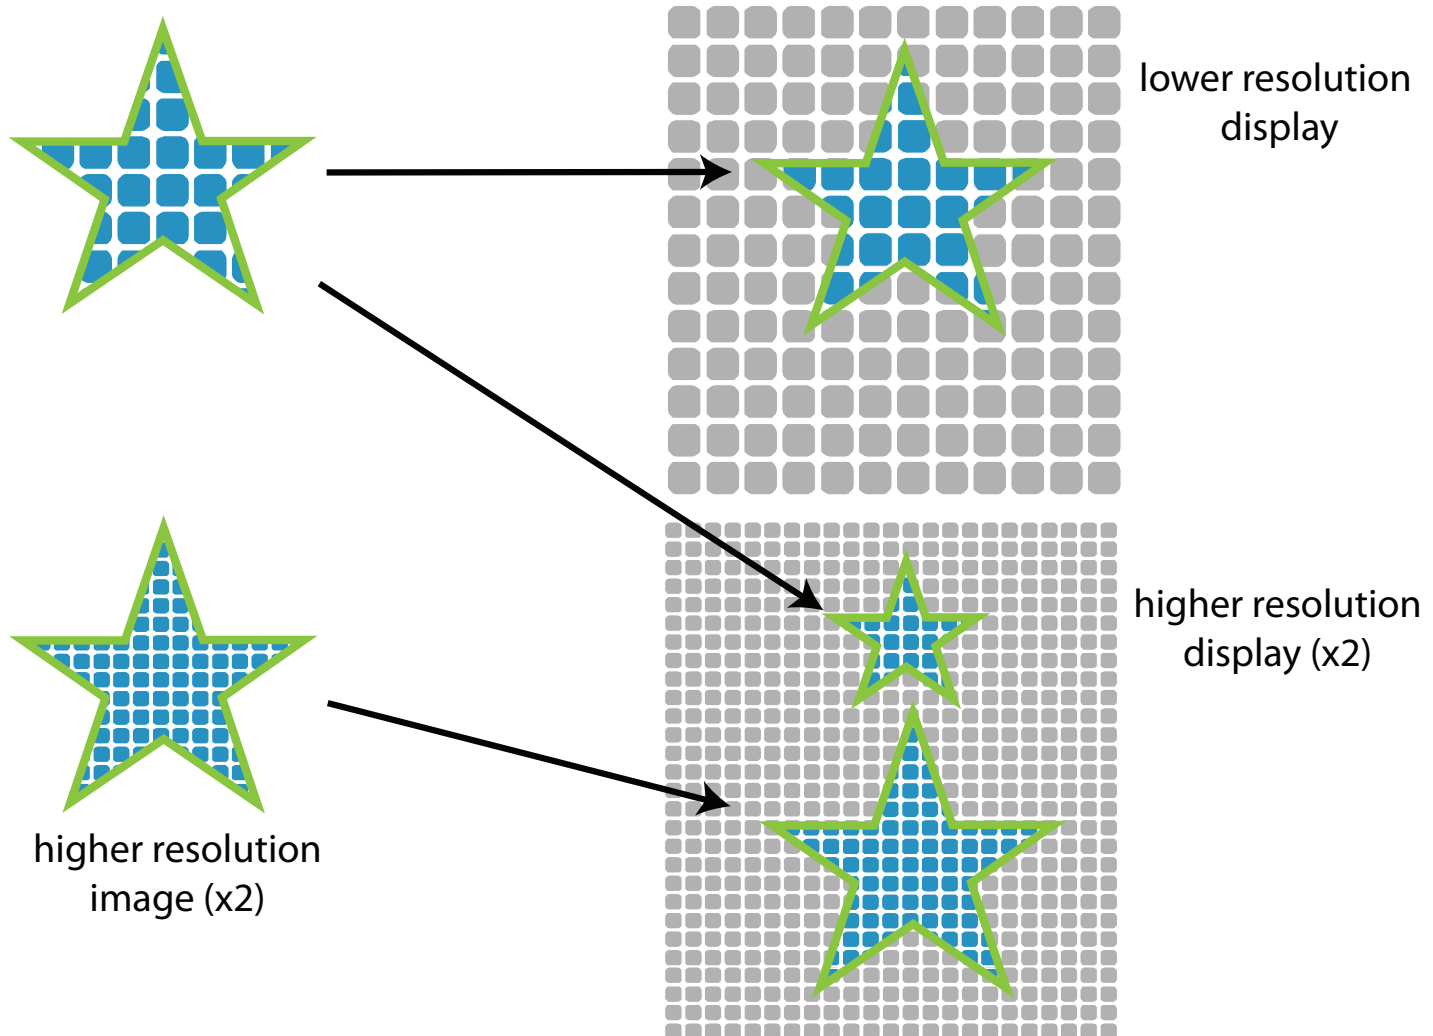 lower resolution
display
higher resolution
display (x2)
higher resolution
image (x2)